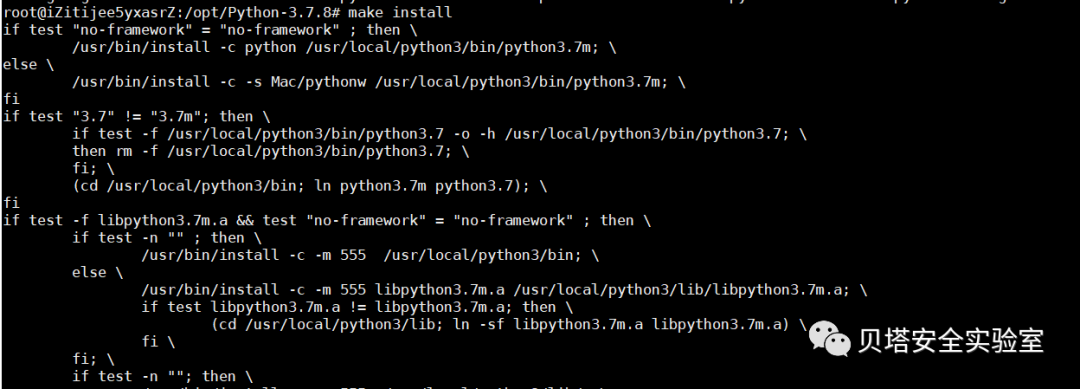 root@iZitijee5yxasrZ:/opt/Python-3.7.8# make install
if test "no-framework" = "no-framework" ; then \
        /usr/bin/install -c python /usr/local/python3/bin/python3.7m; \
else \
        /usr/bin/install -c -s Mac/pythonw /usr/local/python3/bin/python3.7m; \
fi
if test "3.7" != "3.7m"; then \
        if test -f /usr/local/python3/bin/python3.7 -o -h /usr/local/python3/bin/python3.7; \
        then rm -f /usr/local/python3/bin/python3.7; \
        fi; \
        (cd /usr/local/python3/bin; ln python3.7m python3.7); \
fi
if test -f libpython3.7m.a && test "no-framework" = "no-framework" ; then \
        if test -n "" ; then \
                /usr/bin/install -c -m 555  /usr/local/python3/bin; \
        else \
                /usr/bin/install -c -m 555 libpython3.7m.a /usr/local/python3/lib/libpython3.7m.a; \
                if test libpython3.7m.a != libpython3.7m.a; then \
                        (cd /usr/local/python3/lib; ln -sf libpython3.7m.a libpython3.7m.a) \
                fi \
        fi; \
        if test -n ""; then \
贝塔安全实验室